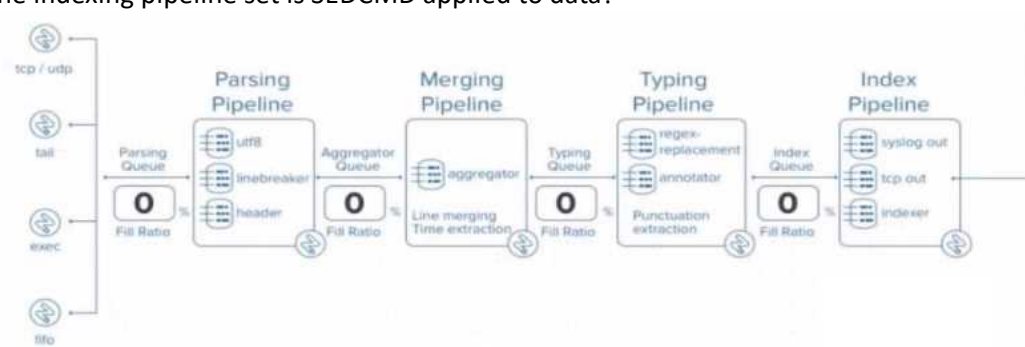 ne indexing pipeline set is SEDCMD applied to data?
tcp / udp
tail
exec
fifo
Parsing
Queue
0
%
Fill Ratio
Parsing
Pipeline
utf8
linebreaker
header
Aggregator
Queue
0
%
Fill Ratio
Merging
Pipeline
aggregator
Line merging
Time extraction
Typing
Queue
0
%
Fill Ratio
Typing
Pipeline
regex-
replacement
annotator
Punctuation
extraction
Index
Queue
0
%
Fill Ratio
Index
Pipeline
syslog out
tcp out
indexer